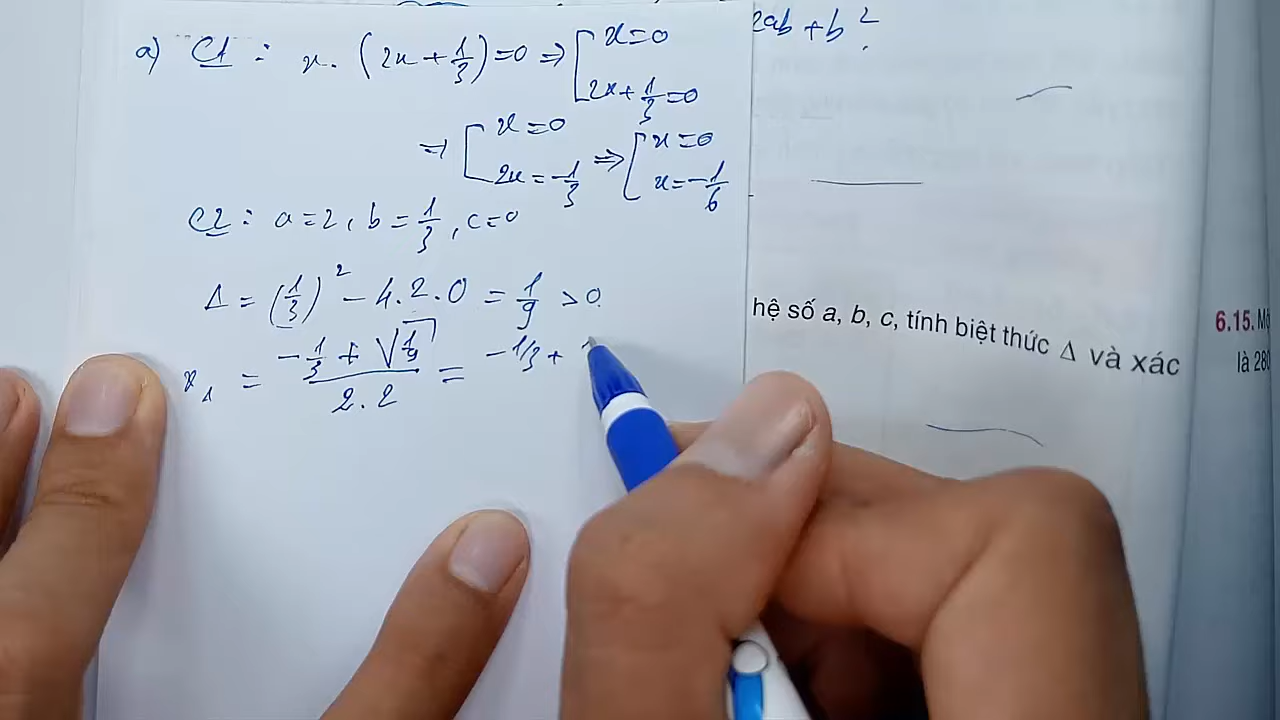 2ab + b²
a) C1 : x. (2x + 1/3) = 0 ⇒ [ x = 0
2x + 1/3 = 0
⇒ [ x = 0 ⇒ [ x = 0
2x = -1/3 x = -1/6
C2 : a = 2, b = 1/3, c = 0
Δ = (1/3)² - 4.2.0 = 1/9 > 0.
x₁ = (-1/3 + √(1/9))/(2.2) = -1/3 +
hệ số a, b, c, tính biệt thức Δ và xác
6.15. Mộ
là 280